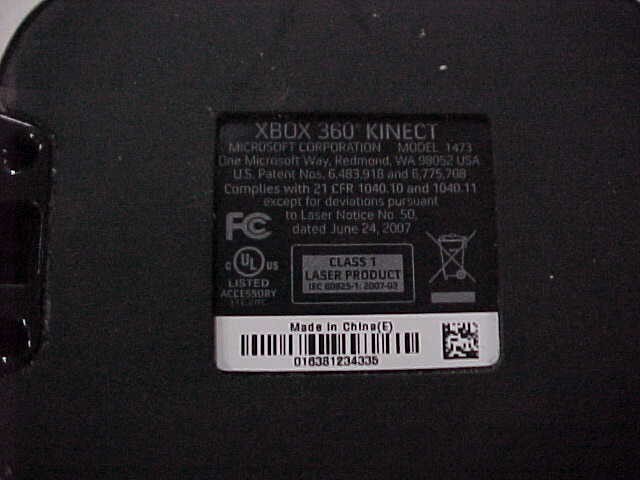 XBOX 360 KINECT
MICROSOFT CORPORATION MODEL 1473
One Microsoft Way, Redmond, WA 98052 USA
U.S. Patent Nos. 6,483,918 and 6,775,708
Complies with 21 CFR 1040.10 and 1040.11
except for deviations pursuant
to Laser Notice No. 50,
dated June 24, 2007
FC
C UL US
LISTED
ACCESSORY
CLASS 1
LASER PRODUCT
IEC 60825-1: 2007-03
Made in China(E)
016381234335